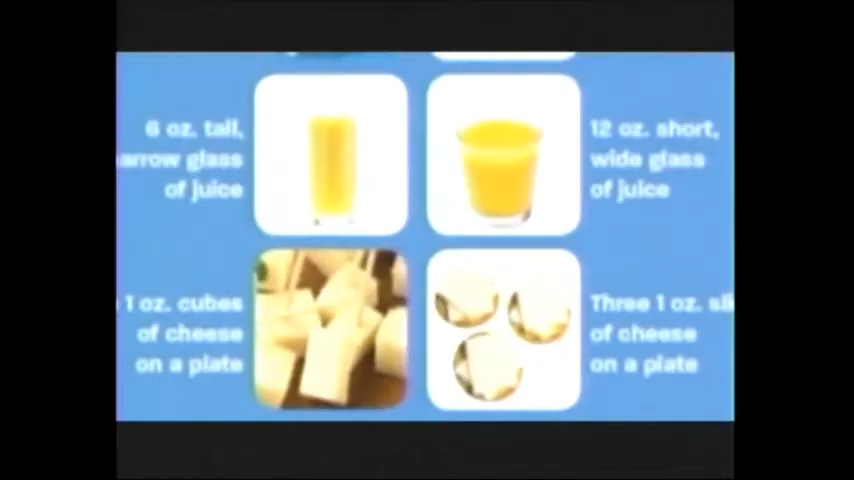 6 oz. tall,
arrow glass
of juice
12 oz. short,
wide glass
of juice
1 oz. cubes
of cheese
on a plate
Three 1 oz. sli
of cheese
on a plate